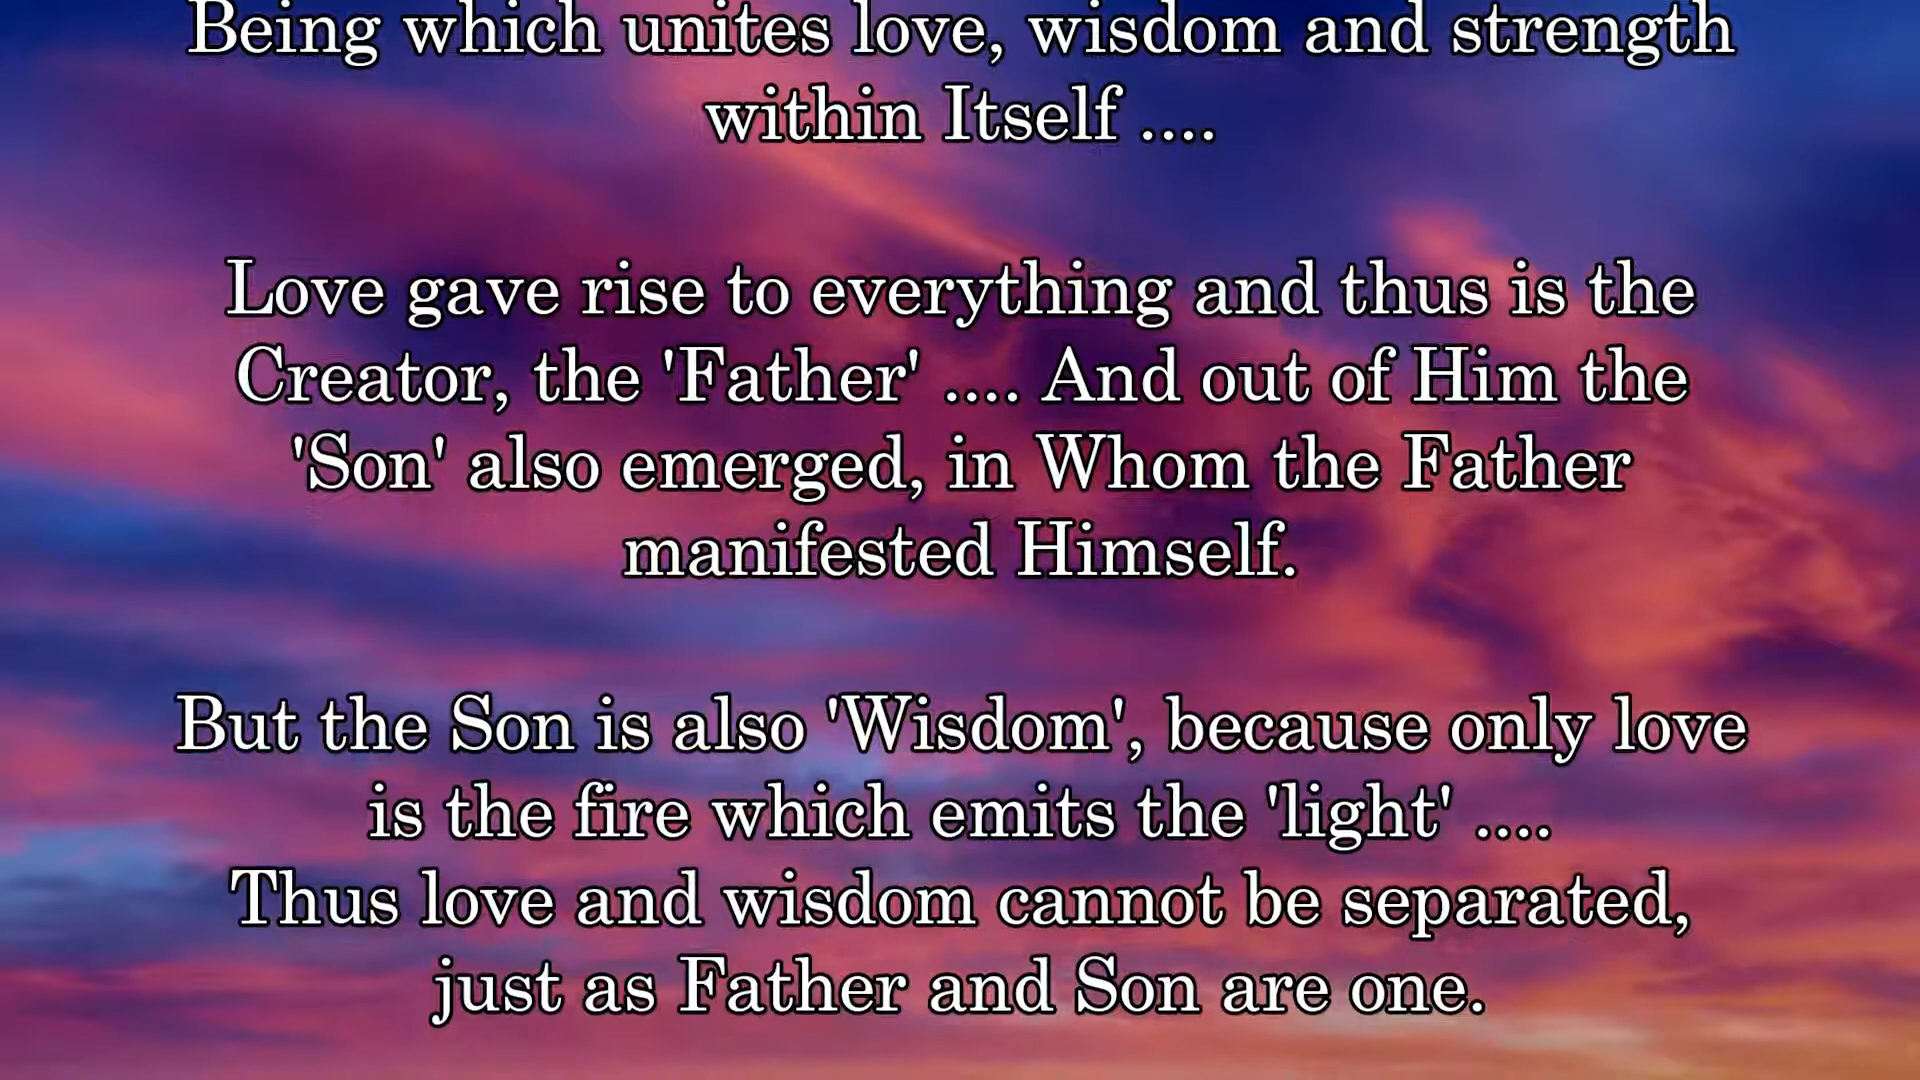 Being which unites love, wisdom and strength
within Itself ....
Love gave rise to everything and thus is the
Creator, the 'Father' .... And out of Him the
'Son' also emerged, in Whom the Father
manifested Himself.
But the Son is also 'Wisdom', because only love
is the fire which emits the 'light' ....
Thus love and wisdom cannot be separated,
just as Father and Son are one.